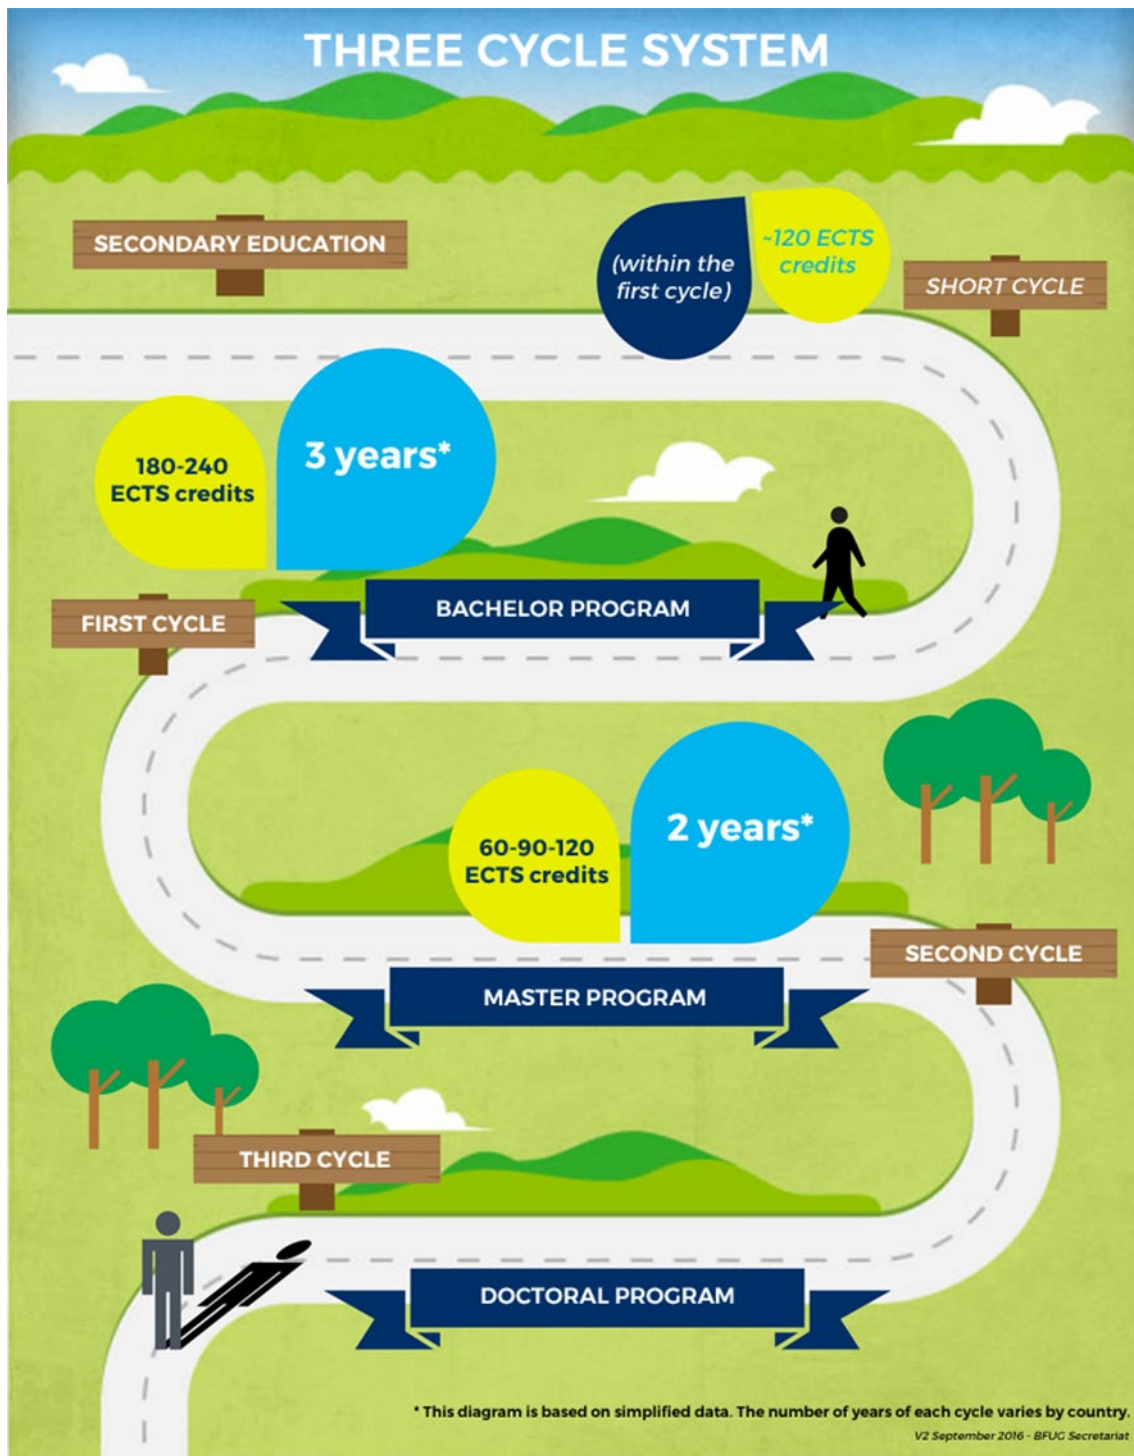 THREE CYCLE SYSTEM
SECONDARY EDUCATION
(within the
first cycle)
~120 ECTS
credits
SHORT CYCLE
180-240
ECTS credits
3 years*
BACHELOR PROGRAM
FIRST CYCLE
60-90-120
ECTS credits
2 years*
SECOND CYCLE
MASTER PROGRAM
THIRD CYCLE
DOCTORAL PROGRAM
* This diagram is based on simplified data. The number of years of each cycle varies by country.
V2 September 2016 - BFUG Secretariat